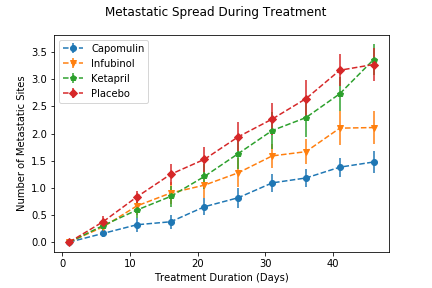 Metastatic Spread During Treatment
Number of Metastatic Sites
3.5
3.0
2.5
2.0
1.5
1.0
0.5
0.0
Capomulin
Infubinol
Ketapril
Placebo
0 10 20 30 40
Treatment Duration (Days)